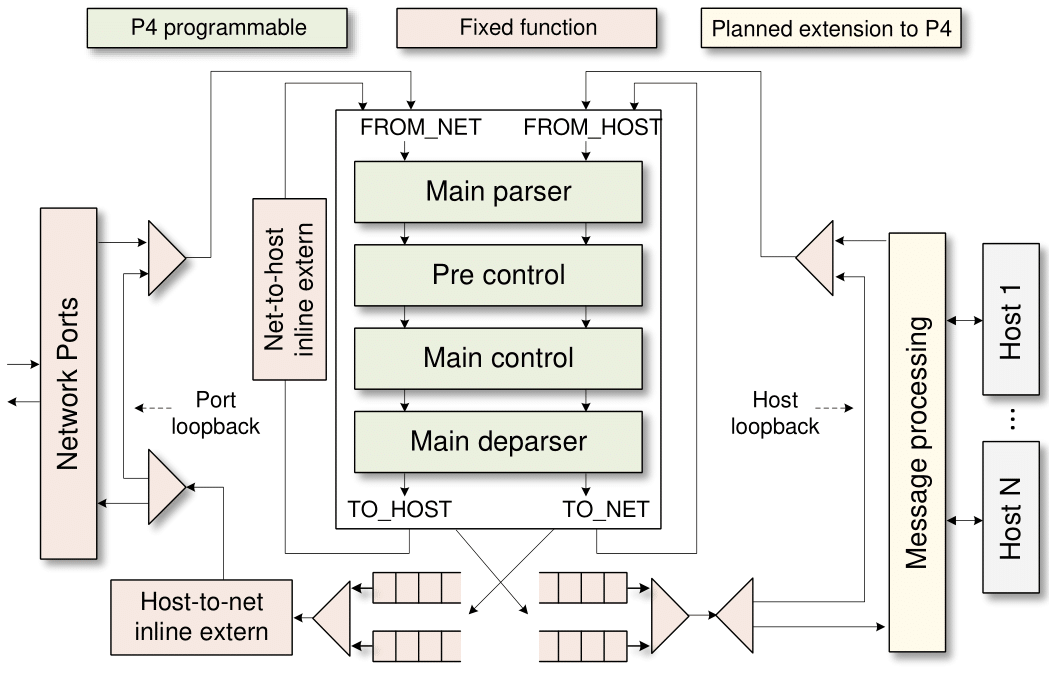 P4 programmable
Fixed function
Planned extension to P4
FROM_NET
FROM_HOST
Main parser
Pre control
Main control
Main deparser
TO_HOST
TO_NET
Net-to-host
inline extern
Network Ports
Port
loopback
Host-to-net
inline extern
Host
loopback
Message processing
Host 1
...
Host N